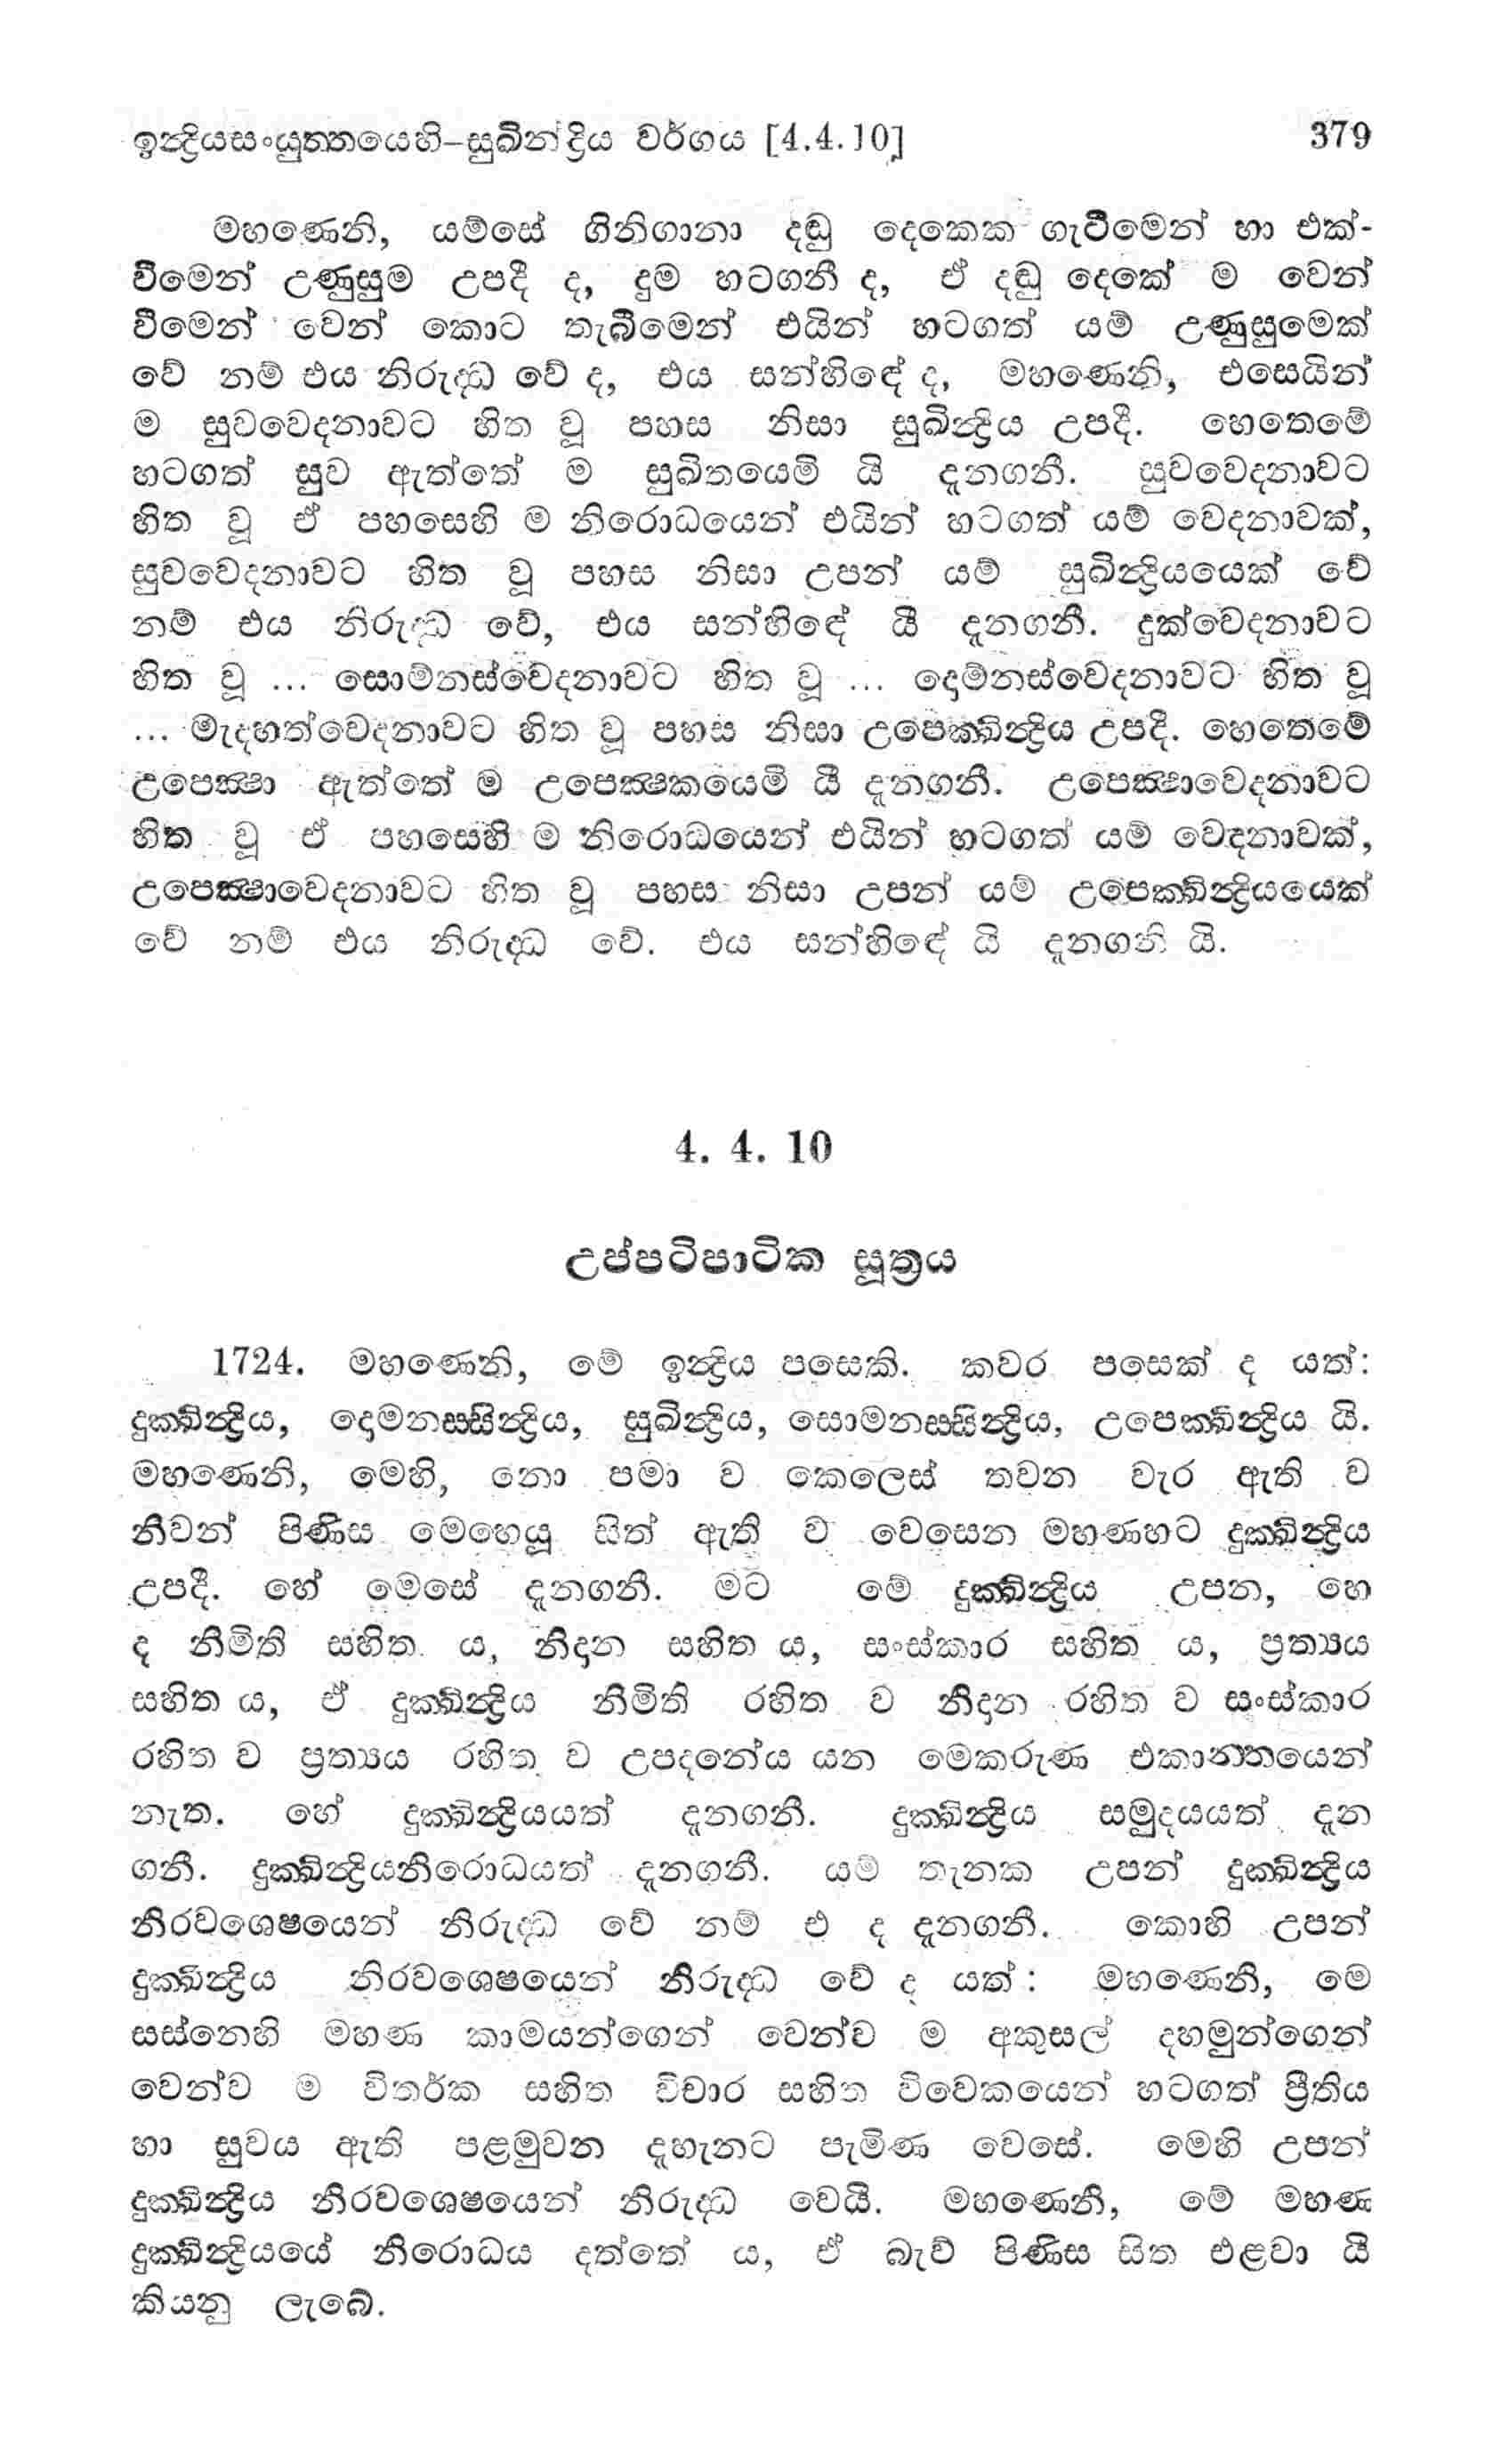 ඉන්ද්‍රියසංයුත්තයෙහි–සුඛින්ද්‍රිය වර්ගය [4.4.10] 379
මහණෙනි, යම්සේ ගිනිගානා දඬු දෙකෙක ගැටීමෙන් හා එක්-
වීමෙන් උණුසුම උපදී ද, දුම හටගනී ද, ඒ දඬු දෙකේ ම වෙන්
වීමෙන් වෙන් කොට තැබීමෙන් එයින් හටගත් යම් උණුසුමෙක්
වේ නම් එය නිරුද්ධ වේ ද, එය සන්හිඳේ ද, මහණෙනි, එසෙයින්
ම සුවවෙදනාවට හිත වූ පහස නිසා සුඛින්ද්‍රිය උපදී. හෙතෙමේ
හටගත් සුව ඇත්තේ ම සුඛිතයෙමි යි දැනගනී. සුවවෙදනාවට
හිත වූ ඒ පහසෙහි ම නිරොධයෙන් එයින් හටගත් යම් වෙදනාවක්,
සුවවෙදනාවට හිත වූ පහස නිසා උපන් යම් සුඛින්ද්‍රියයෙක් වේ
නම් එය නිරුද්ධ වේ, එය සන්හිඳේ යී දැනගනී. දුක්වෙදනාවට
හිත වූ ... සොම්නස්වෙදනාවට හිත වූ ... දොම්නස්වෙදනාවට හිත වූ
... මැදහත්වෙදනාවට හිත වූ පහස නිසා උපෙක්ඛින්ද්‍රිය උපදී. හෙතෙමේ
උපෙක්‍ෂා ඇත්තේ ම උපෙක්‍ෂකයෙමි යී දැනගනී. උපෙක්‍ෂාවෙදනාවට
හිත වූ ඒ පහසෙහි ම නිරොධයෙන් එයින් හටගත් යම් වෙදනාවක්,
උපෙක්‍ෂාවෙදනාවට හිත වූ පහස නිසා උපන් යම් උපෙක්ඛින්ද්‍රියයෙක්
වේ නම් එය නිරුද්ධ වේ. එය සන්හිඳේ යි දැනගනි යි.
4. 4. 10
උප්පටිපාටික සූත්‍රය
1724. මහණෙනි, මේ ඉන්ද්‍රිය පසෙකි. කවර පසෙක් ද යත්:
දුක්ඛින්ද්‍රිය, දොමනස්සින්ද්‍රිය, සුඛින්ද්‍රිය, සොමනස්සින්ද්‍රිය, උපෙක්ඛින්ද්‍රිය යි.
මහණෙනි, මෙහි, නො පමා ව කෙලෙස් තවන වැර ඇති ව
නිවන් පිණිස මෙහෙයූ සිත් ඇති ව වෙසෙන මහණහට දුක්ඛින්ද්‍රිය
උපදී. හේ මෙසේ දැනගනී. මට මේ දුක්ඛින්ද්‍රිය උපන, හෙ
ද නිමිති සහිත ය, නිදාන සහිත ය, සංස්කාර සහිත ය, ප්‍රත්‍යය
සහිත ය, ඒ දුක්ඛින්ද්‍රිය නිමිති රහිත ව නිදාන රහිත ව සංස්කාර
රහිත ව ප්‍රත්‍යය රහිත ව උපදනේය යන මෙකරුණ එකාන්තයෙන්
නැත. හේ දුක්ඛින්ද්‍රියයත් දැනගනී. දුක්ඛින්ද්‍රිය සමුදයයත් දැන
ගනී. දුක්ඛින්ද්‍රියනිරොධයත් දැනගනී. යම් තැනක උපන් දුක්ඛින්ද්‍රිය
නිරවශෙෂයෙන් නිරුද්ධ වේ නම් එ ද දැනගනී. කොහි උපන්
දුක්ඛින්ද්‍රිය නිරවශෙෂයෙන් නිරුද්ධ වේ ද යත් : මහණෙනි, මෙ
සස්නෙහි මහණ කාමයන්ගෙන් වෙන්ව ම අකුසල් දහමුන්ගෙන්
වෙන්ව ම විතර්ක සහිත විචාර සහිත විවෙකයෙන් හටගත් ප්‍රීතිය
හා සුවය ඇති පළමුවන දැහැනට පැමිණ වෙසේ. මෙහි උපන්
දුක්ඛින්ද්‍රිය නිරවශෙෂයෙන් නිරුද්ධ වෙයි. මහණෙනි, මේ මහණ
දුක්ඛින්ද්‍රියයේ නිරොධය දත්තේ ය, ඒ බැව් පිණිස සිත එළවා යී
කියනු ලැබේ.